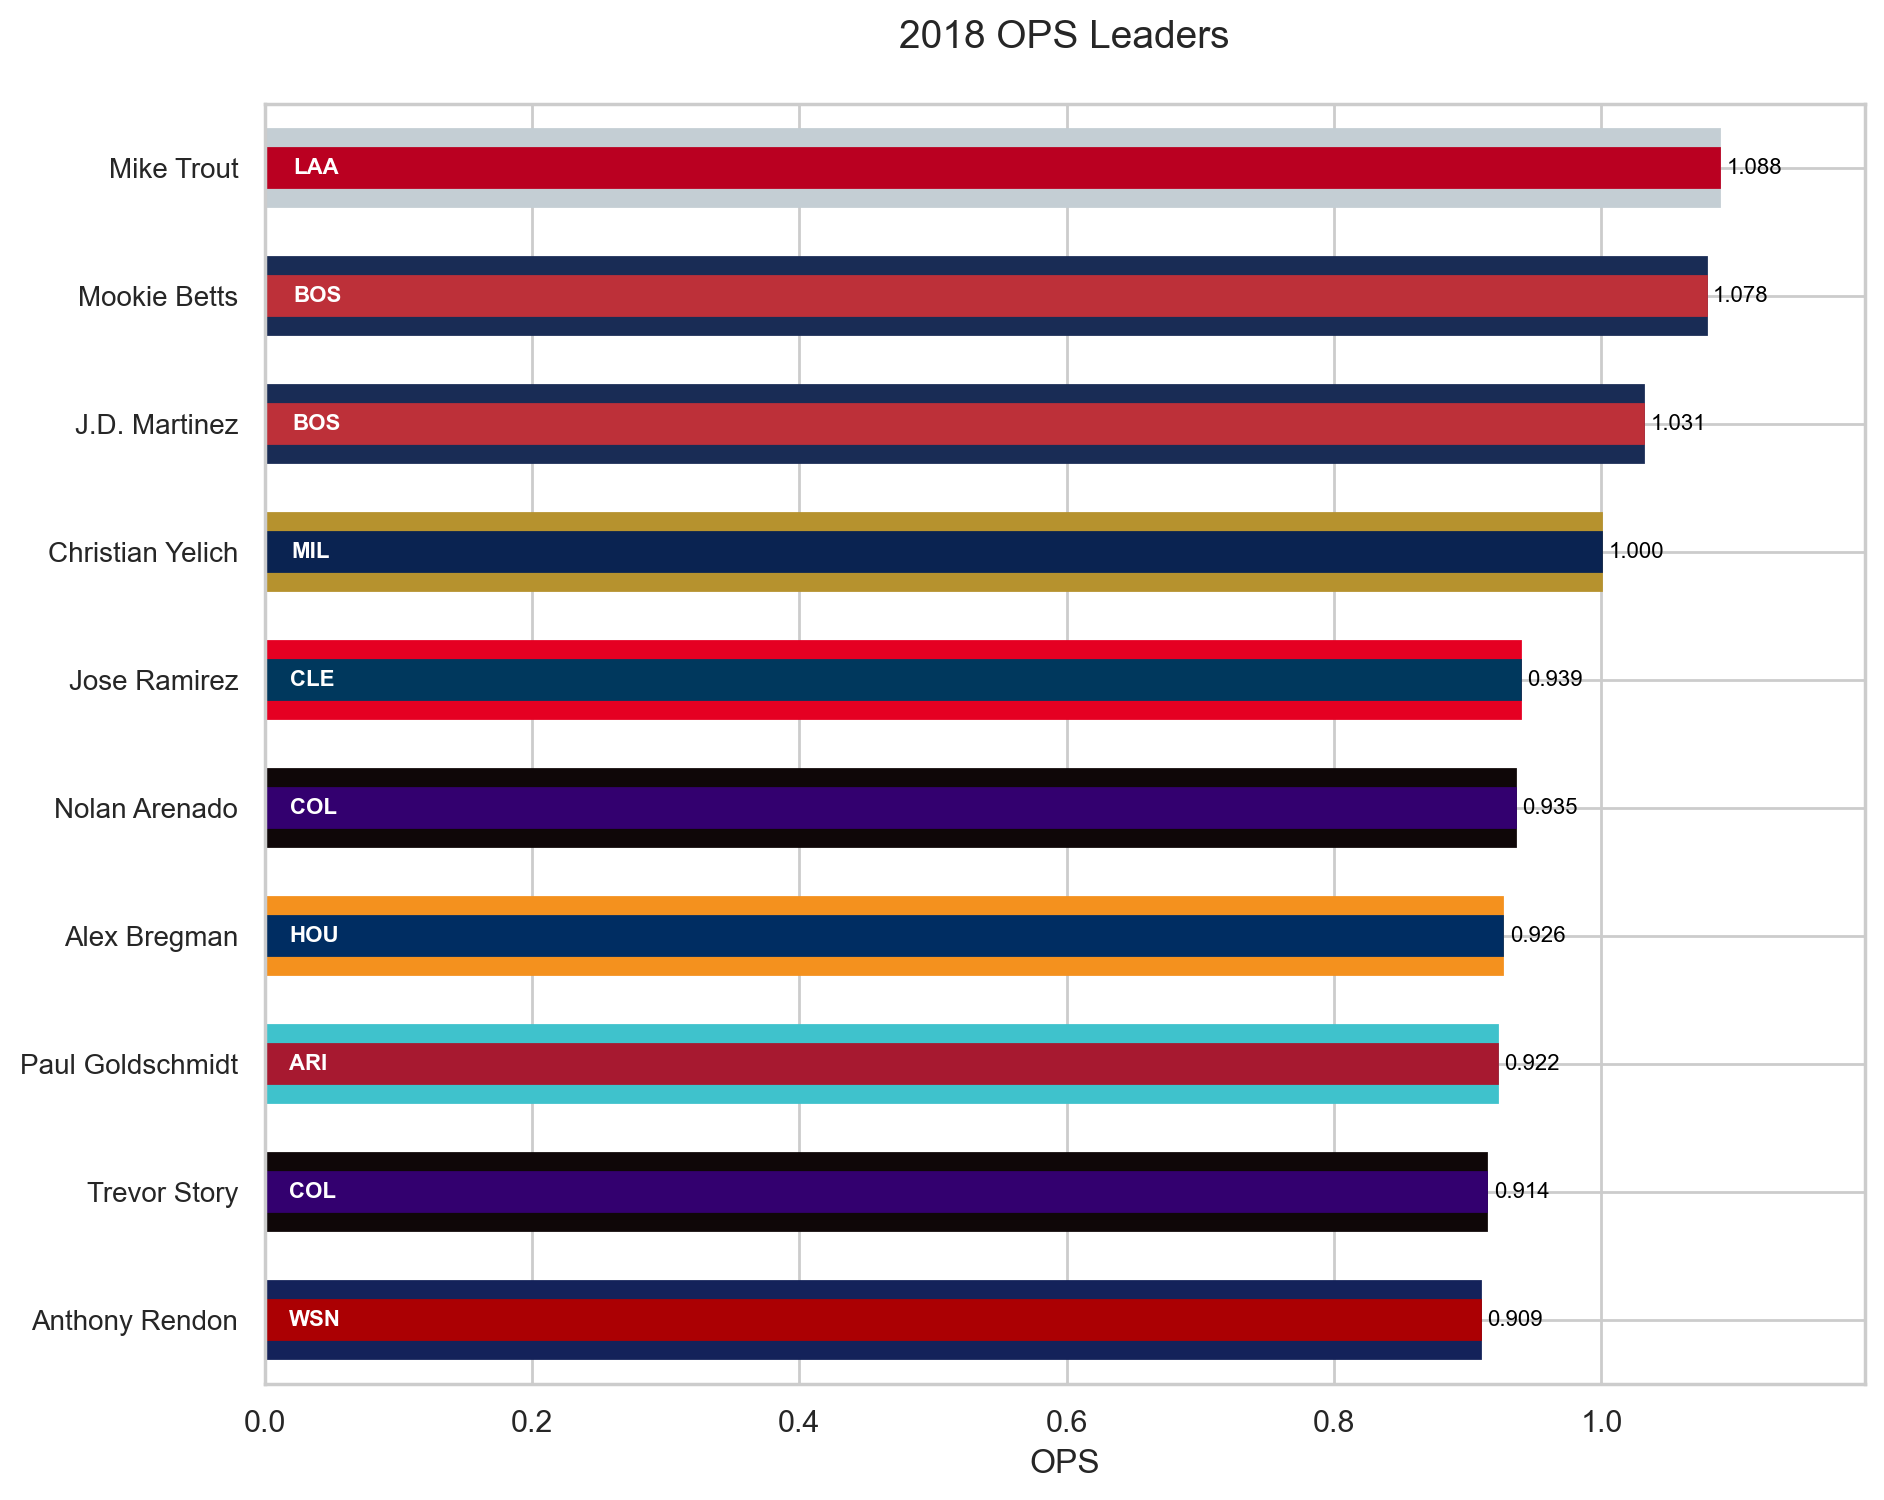 2018 OPS Leaders
Mike Trout LAA 1.088
Mookie Betts BOS 1.078
J.D. Martinez BOS 1.031
Christian Yelich MIL 1.000
Jose Ramirez CLE 0.939
Nolan Arenado COL 0.935
Alex Bregman HOU 0.926
Paul Goldschmidt ARI 0.922
Trevor Story COL 0.914
Anthony Rendon WSN 0.909
0.0 0.2 0.4 0.6 0.8 1.0
OPS